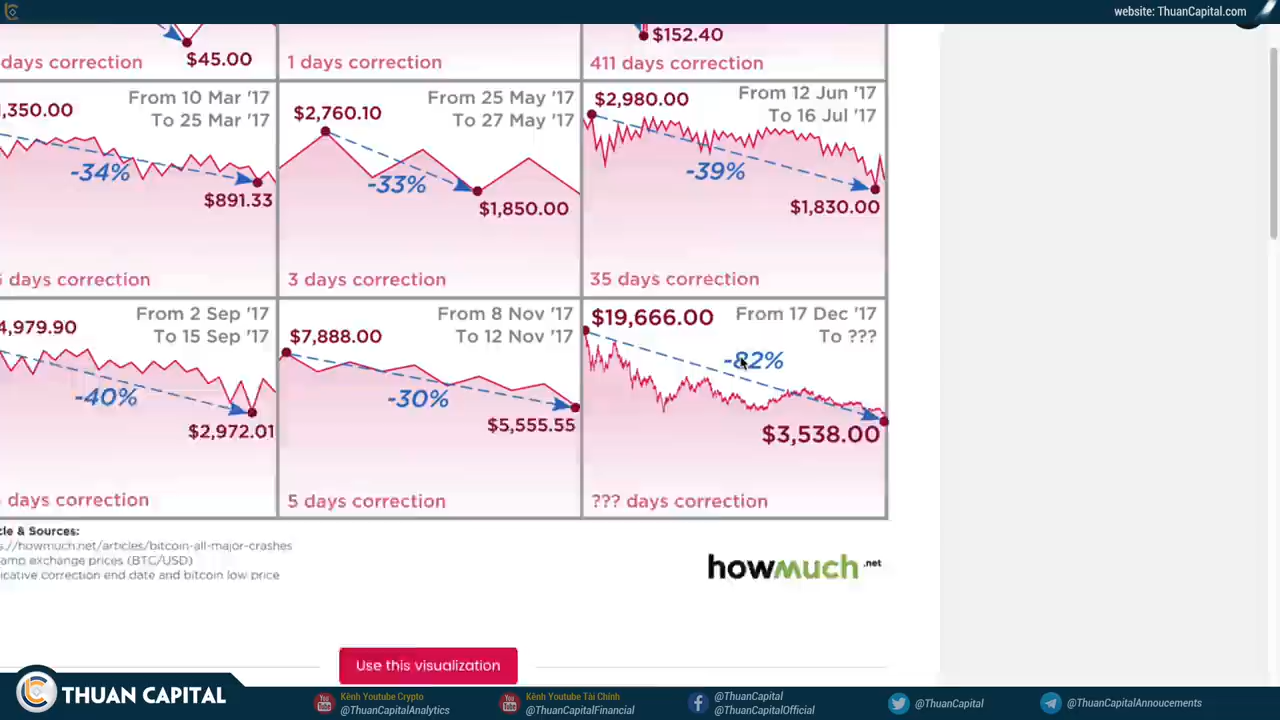 website: ThuanCapital.com
$45.00
days correction
1 days correction
$152.40
411 days correction
,350.00
From 10 Mar '17
To 25 Mar '17
-34%
$891.33
days correction
$2,760.10
From 25 May '17
To 27 May '17
-33%
$1,850.00
3 days correction
$2,980.00
From 12 Jun '17
To 16 Jul '17
-39%
$1,830.00
35 days correction
4,979.90
From 2 Sep '17
To 15 Sep '17
-40%
$2,972.01
days correction
$7,888.00
From 8 Nov '17
To 12 Nov '17
-30%
$5,555.55
5 days correction
$19,666.00
From 17 Dec '17
To ???
-82%
$3,538.00
??? days correction
cle & Sources:
s://howmuch.net/articles/bitcoin-all-major-crashes
amp exchange prices (BTC/USD)
icative correction end date and bitcoin low price
howmuch.net
Use this visualization
THUAN CAPITAL
Kênh Youtube Crypto
@ThuanCapitalAnalytics
Kênh Youtube Tài Chính
@ThuanCapitalFinancial
@ThuanCapital
@ThuanCapitalOfficial
@ThuanCapital
@ThuanCapitalAnnoucements